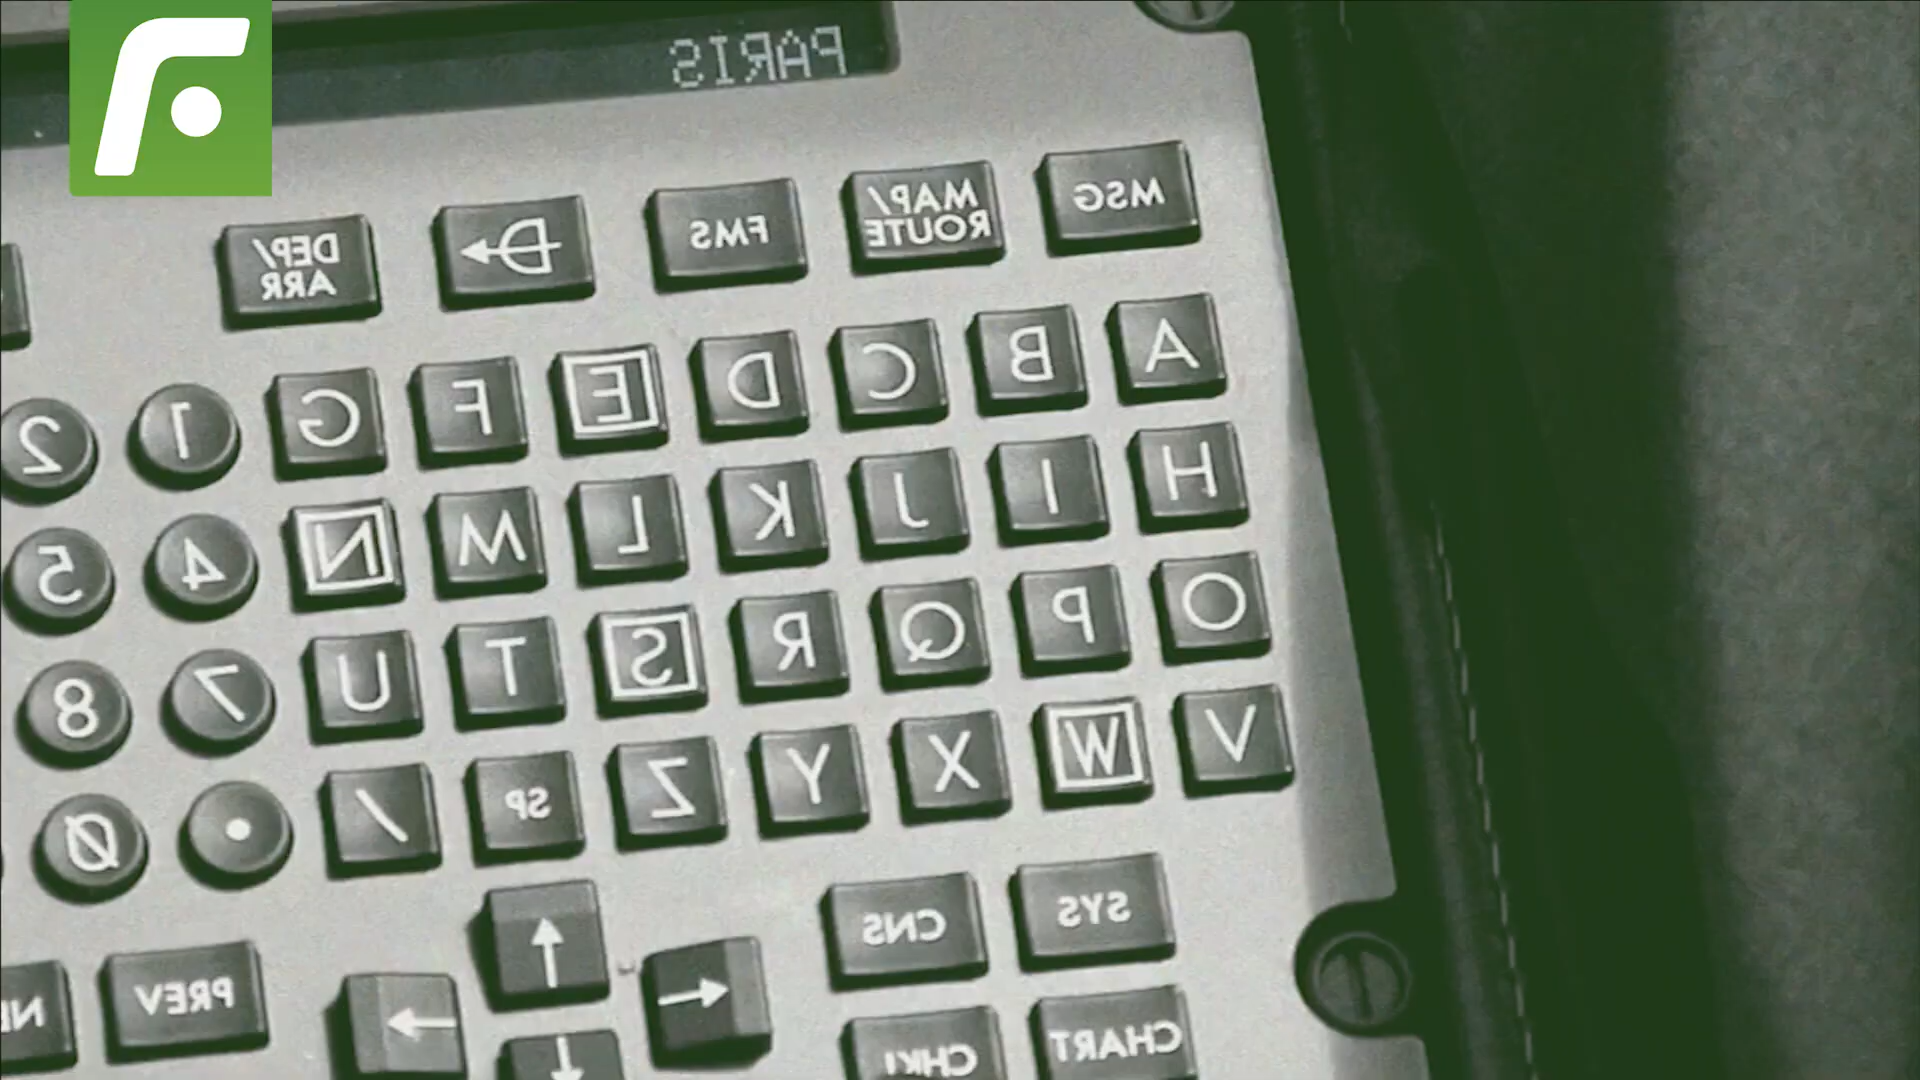 PARIS
MSG
MAP/
ROUTE
FMS
DEP/
ARR
A B C D E F G 1 2
H I J K L M N 4 5
O P Q R S T U 7 8
V W X Y Z SP / . 0
SYS CNS
PREV
CHART